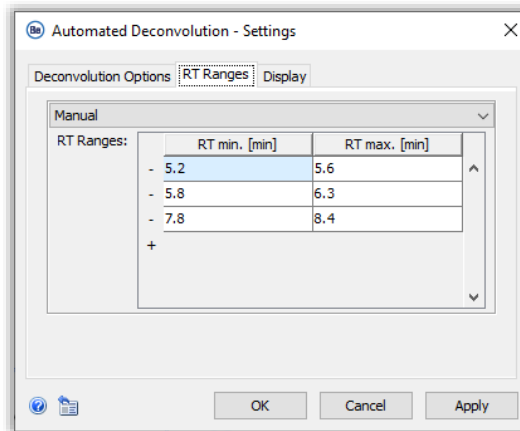 Be Automated Deconvolution - Settings
Deconvolution Options RT Ranges Display
Manual
RT Ranges: RT min. [min] RT max. [min]
- 5.2 5.6
- 5.8 6.3
- 7.8 8.4
+
OK Cancel Apply